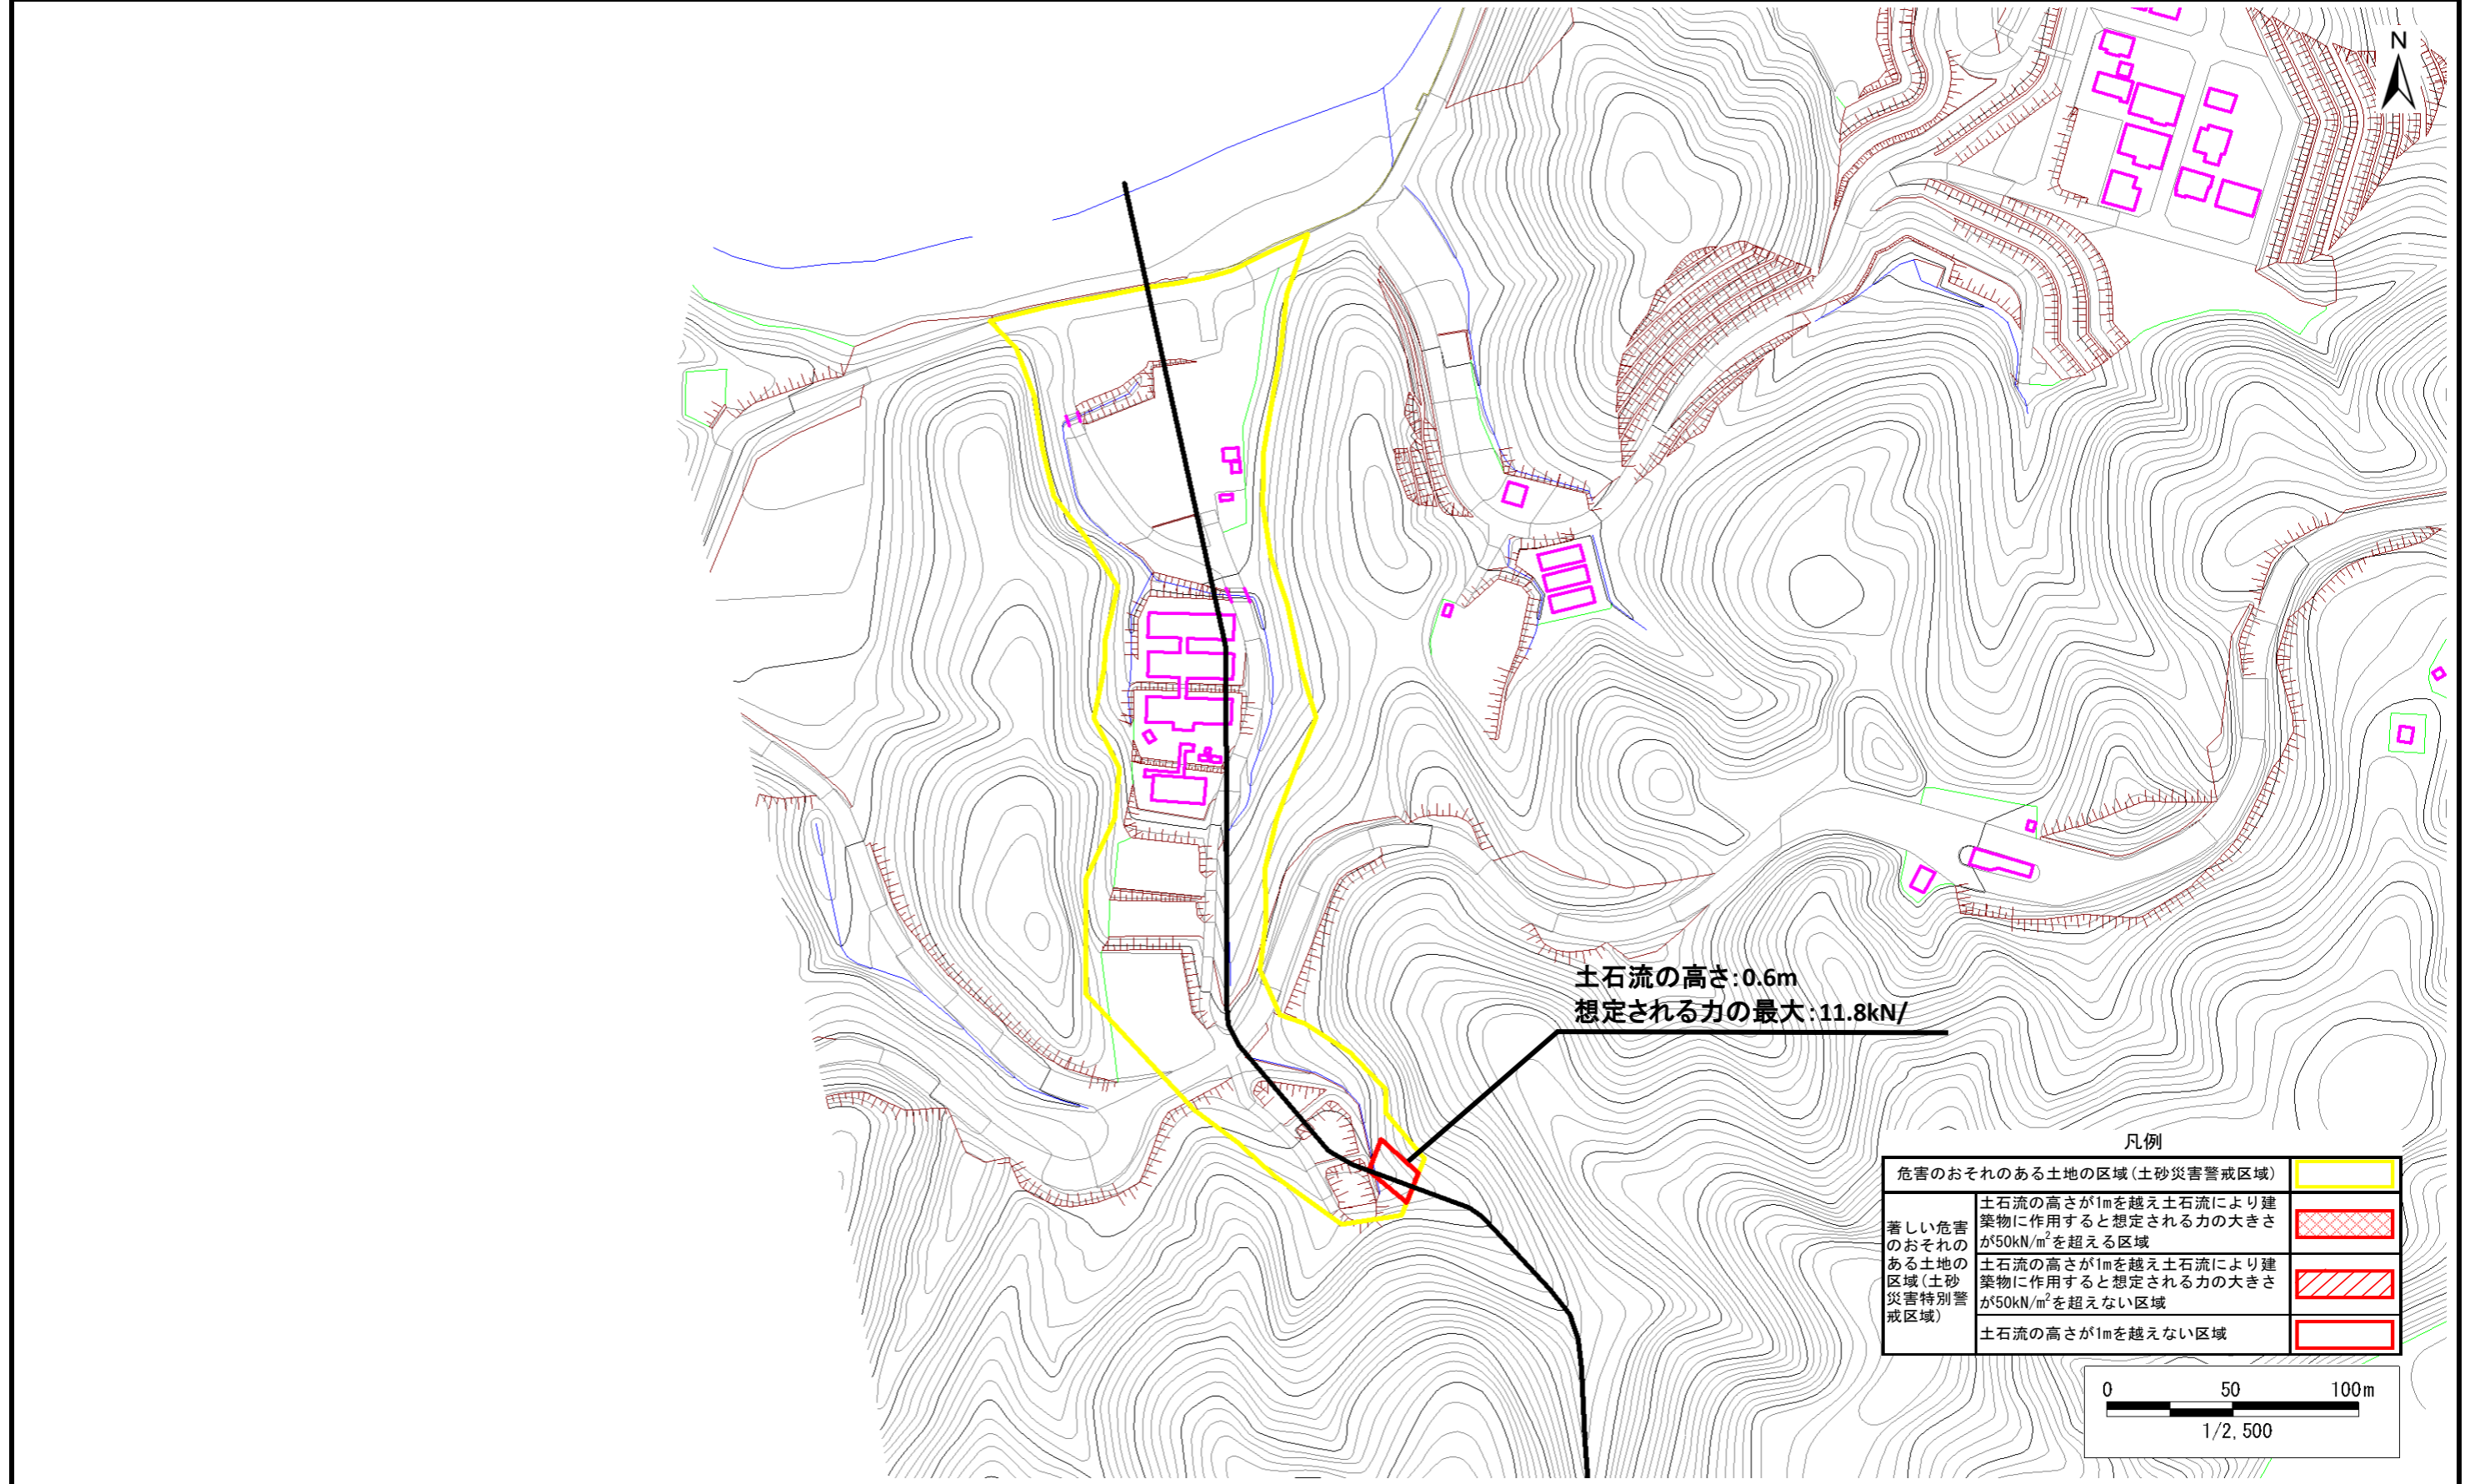 N
土石流の高さ:0.6m
想定される力の最大:11.8kN/
凡例
危害のおそれのある土地の区域(土砂災害警戒区域)
著しい危害
のおそれの
ある土地の
区域(土砂
災害特別警
戒区域)
土石流の高さが1mを越え土石流により建
築物に作用すると想定される力の大きさ
が50kN/m²を超える区域
土石流の高さが1mを越え土石流により建
築物に作用すると想定される力の大きさ
が50kN/m²を超えない区域
土石流の高さが1mを越えない区域
0 50 100m
1/2,500